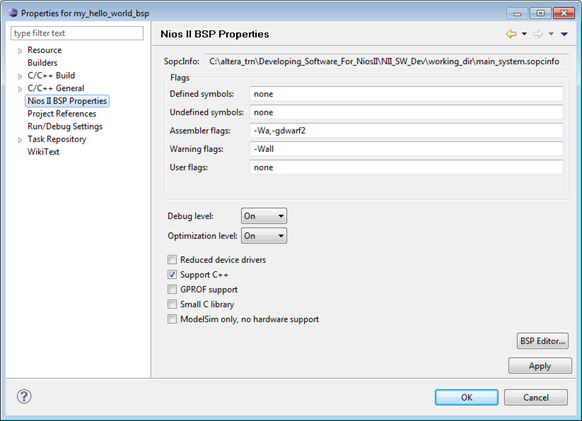 Properties for my_hello_world_bsp
type filter text
Resource
Builders
C/C++ Build
C/C++ General
Nios II BSP Properties
Project References
Run/Debug Settings
Task Repository
WikiText
Nios II BSP Properties
SopcInfo: C:\altera_trn\Developing_Software_For_NiosII\NII_SW_Dev\working_dir\main_system.sopcinfo
Flags
Defined symbols: none
Undefined symbols: none
Assembler flags: -Wa,-gdwarf2
Warning flags: -Wall
User flags: none
Debug level: On
Optimization level: On
Reduced device drivers
Support C++
GPROF support
Small C library
ModelSim only, no hardware support
BSP Editor...
Apply
? OK Cancel